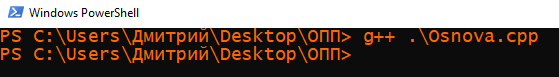 Windows PowerShell
PS C:\Users\Дмитрий\Desktop\ОПП> g++ .\Osnova.cpp
PS C:\Users\Дмитрий\Desktop\ОПП>